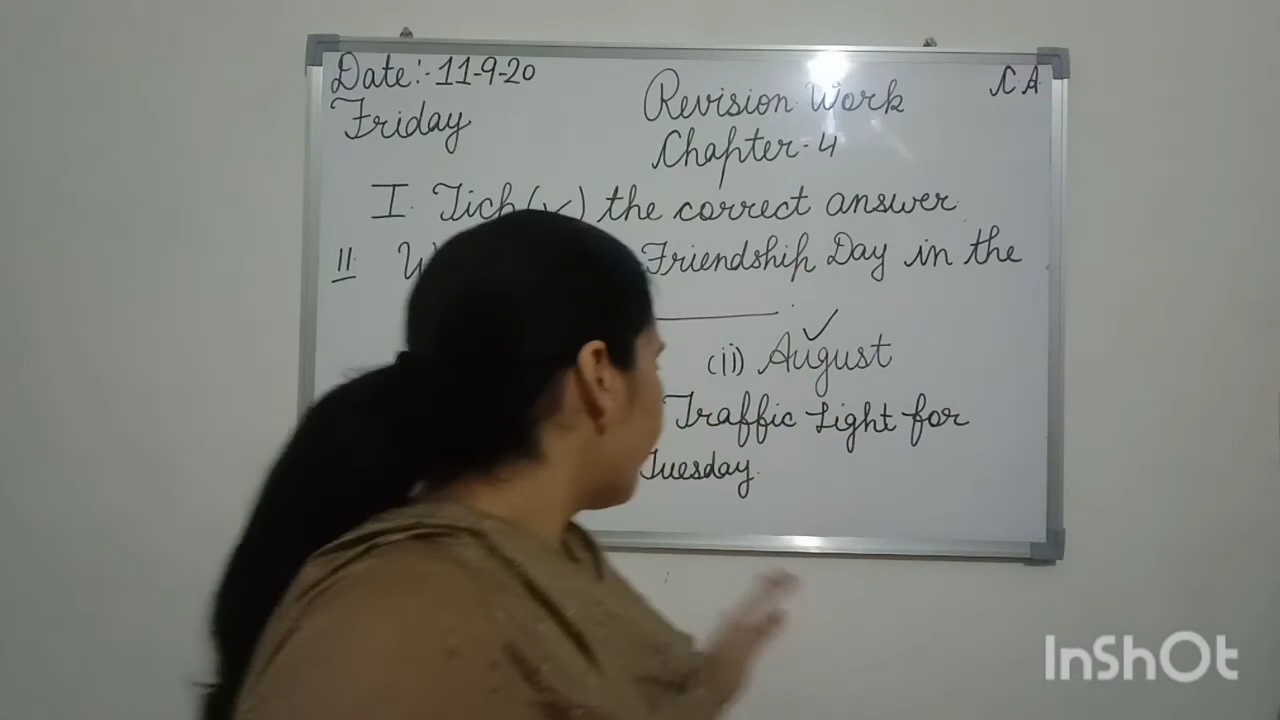 Date:-11-9-20
Friday
Revision Work
Chapter-4
C A
I. Tick(✓) the correct answer
II Friendship Day in the
(ii) August ✓
Traffic Light for
Tuesday.
InShOt